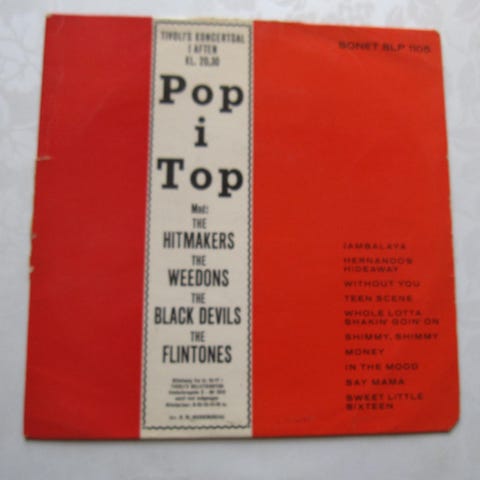 TIVOLI'S KONCERTSAL
I AFTEN
KL. 20,30
Pop
i
Top
Med:
THE
HITMAKERS
THE
WEEDONS
THE
BLACK DEVILS
THE
FLINTONES
SONET SLP 1105
JAMBALAYA
HERNANDOS
HIDEAWAY
WITHOUT YOU
TEEN SCENE
WHOLE LOTTA
SHAKIN' GOIN' ON
SHIMMY, SHIMMY
MONEY
IN THE MOOD
SAY MAMA
SWEET LITTLE
SIXTEEN